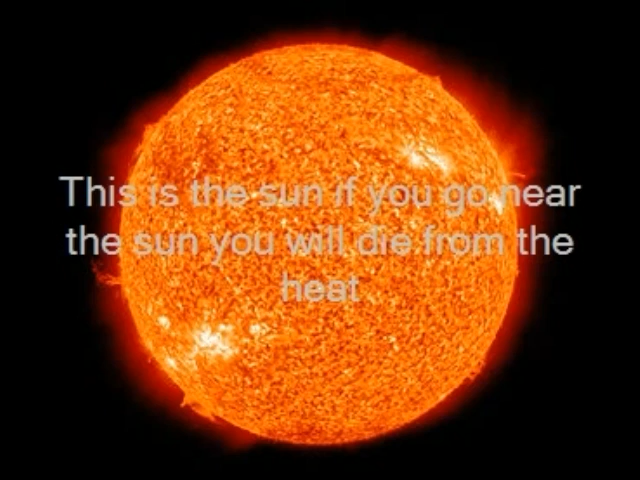 This is the sun if you go near
the sun you will die from the
heat